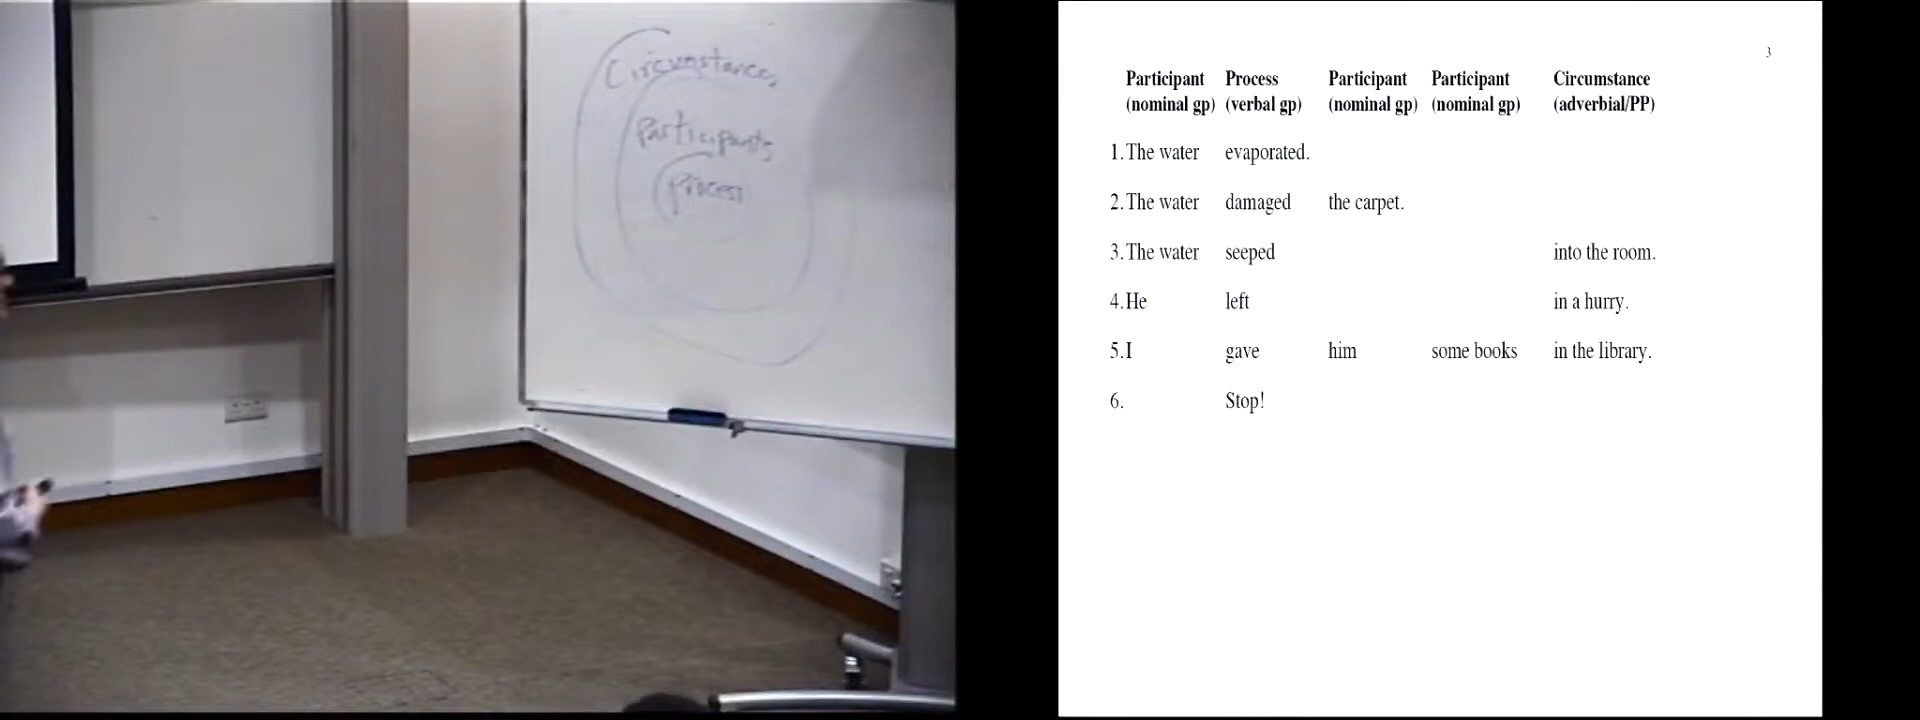 Circumstances
Participants
Process
3
Participant Process Participant Participant Circumstance
(nominal gp) (verbal gp) (nominal gp) (nominal gp) (adverbial/PP)
1. The water evaporated.
2. The water damaged the carpet.
3. The water seeped into the room.
4. He left in a hurry.
5. I gave him some books in the library.
6. Stop!